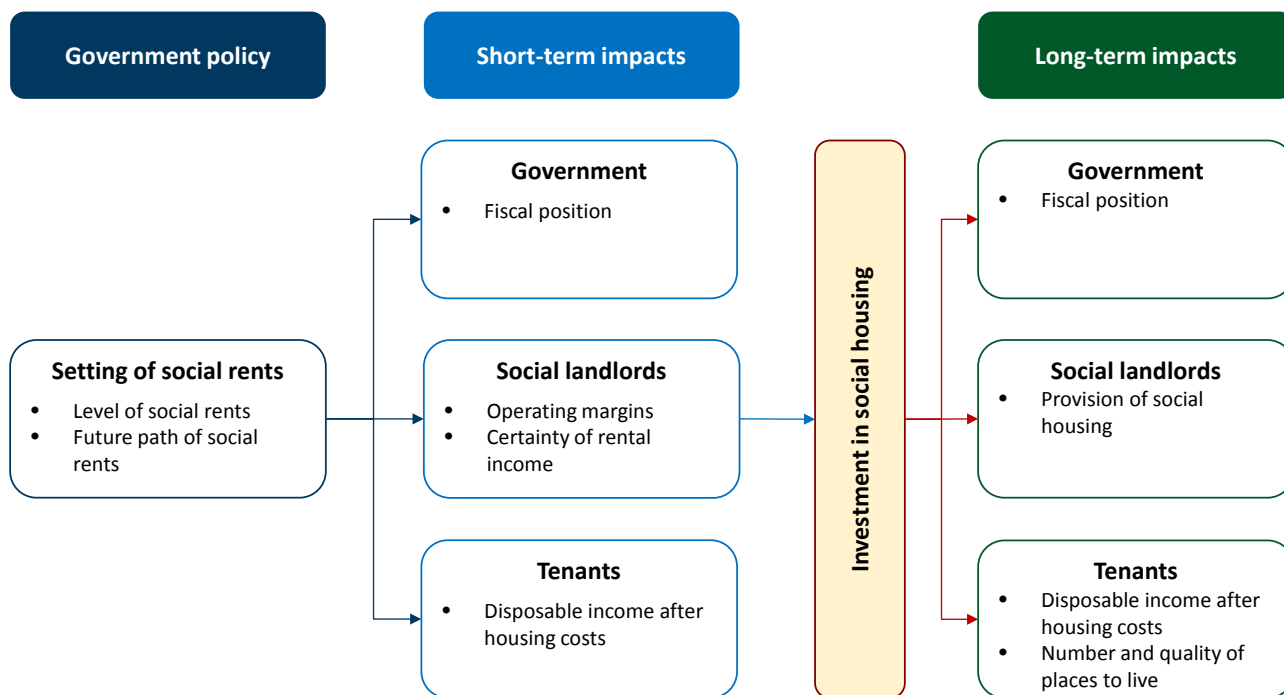 Government policy
Short-term impacts
Long-term impacts
Government
• Fiscal position
Government
• Fiscal position
Setting of social rents
• Level of social rents
• Future path of social
rents
Social landlords
• Operating margins
• Certainty of rental
income
Investment in social housing
Social landlords
• Provision of social
housing
Tenants
• Disposable income after
housing costs
Tenants
• Disposable income after
housing costs
• Number and quality of
places to live